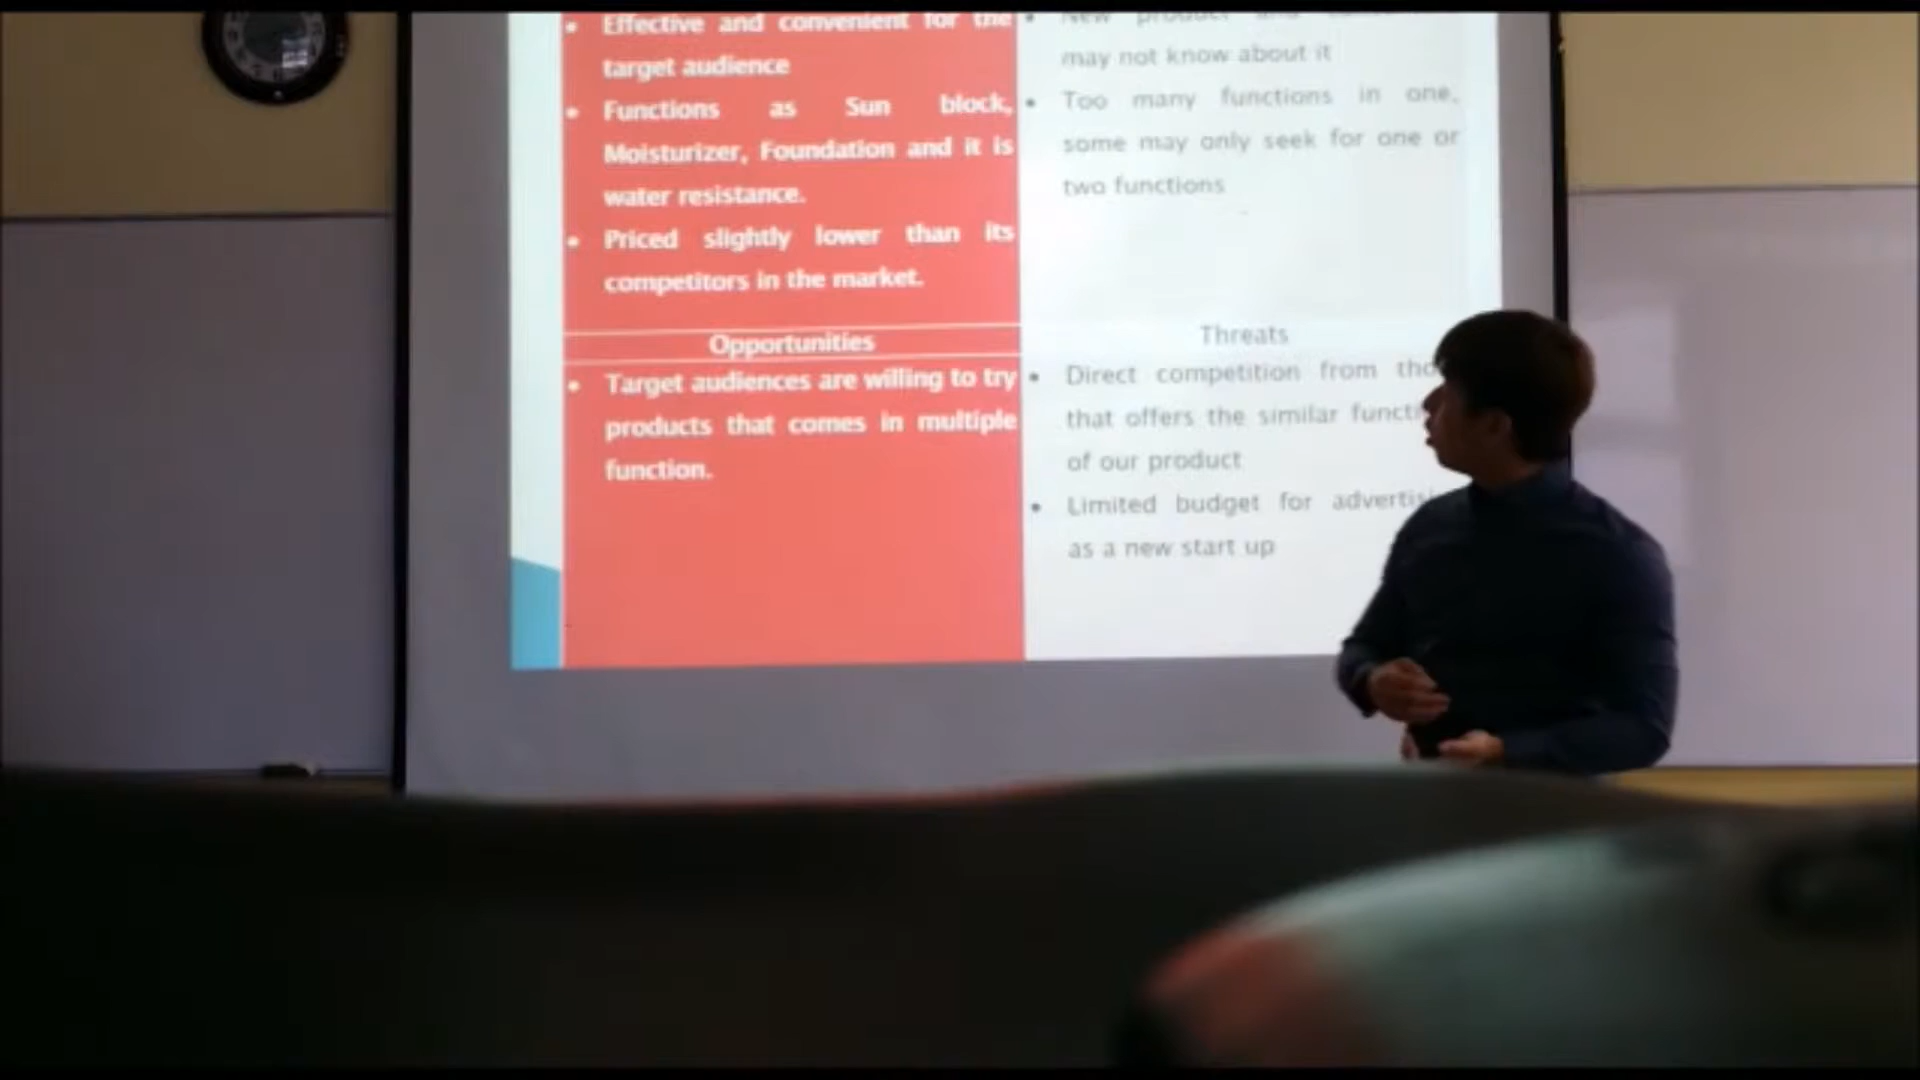 Effective and convenient for the
target audience
Functions as Sun block,
Moisturizer, Foundation and it is
water resistance.
Priced slightly lower than its
competitors in the market.
New product and
may not know about it
Too many functions in one,
some may only seek for one or
two functions
Opportunities
Target audiences are willing to try
products that comes in multiple
function.
Threats
Direct competition from
that offers the similar
of our product
Limited budget for
as a new start up